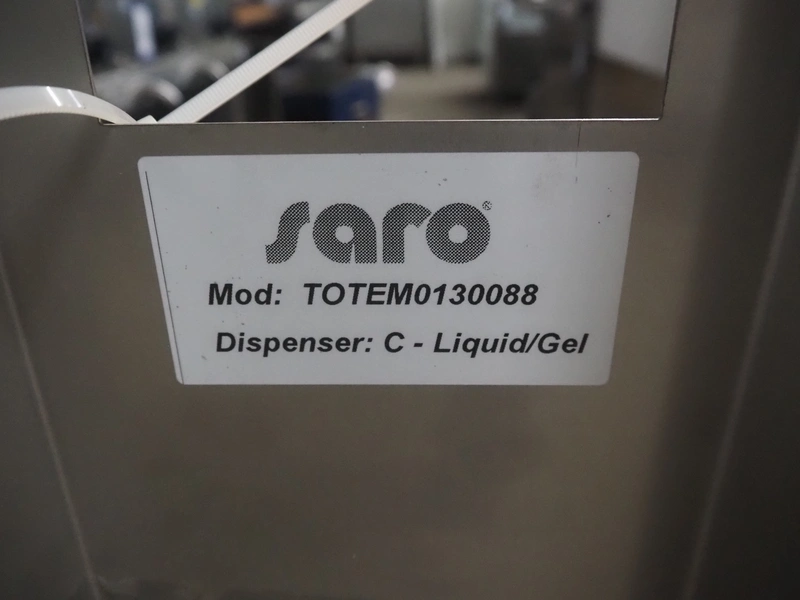 saro®
Mod: TOTEM0130088
Dispenser: C - Liquid/Gel